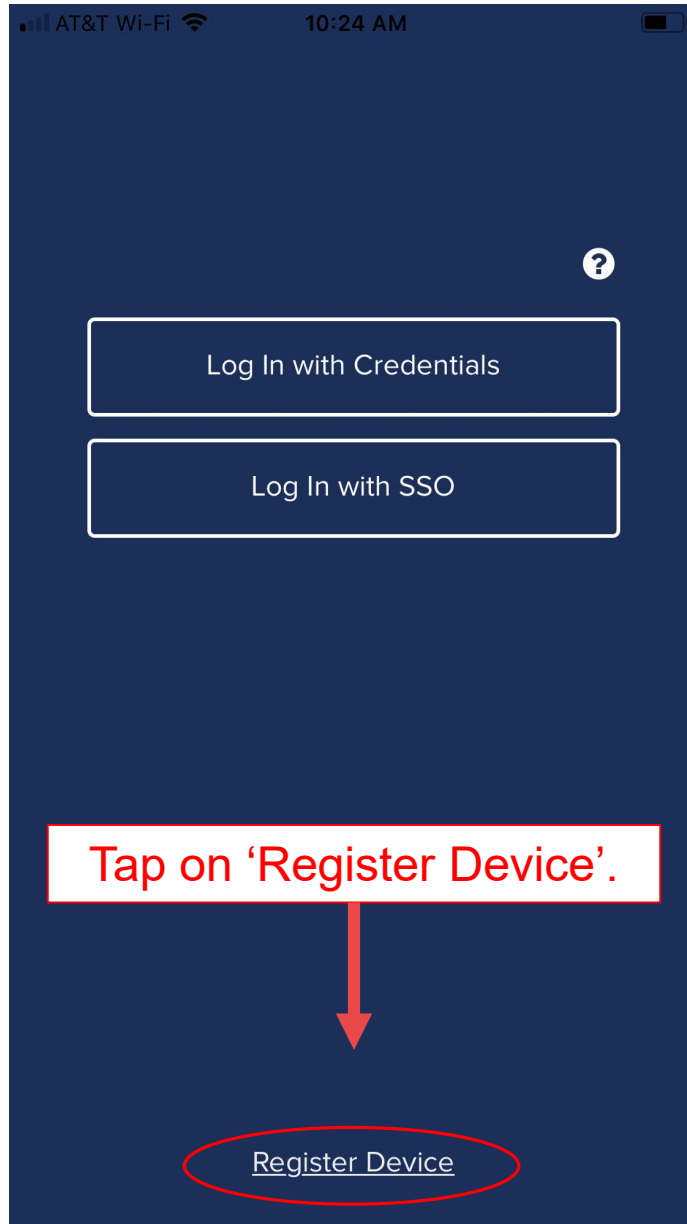 AT&T Wi-Fi 10:24 AM
?
Log In with Credentials
Log In with SSO
Tap on ‘Register Device’.
Register Device